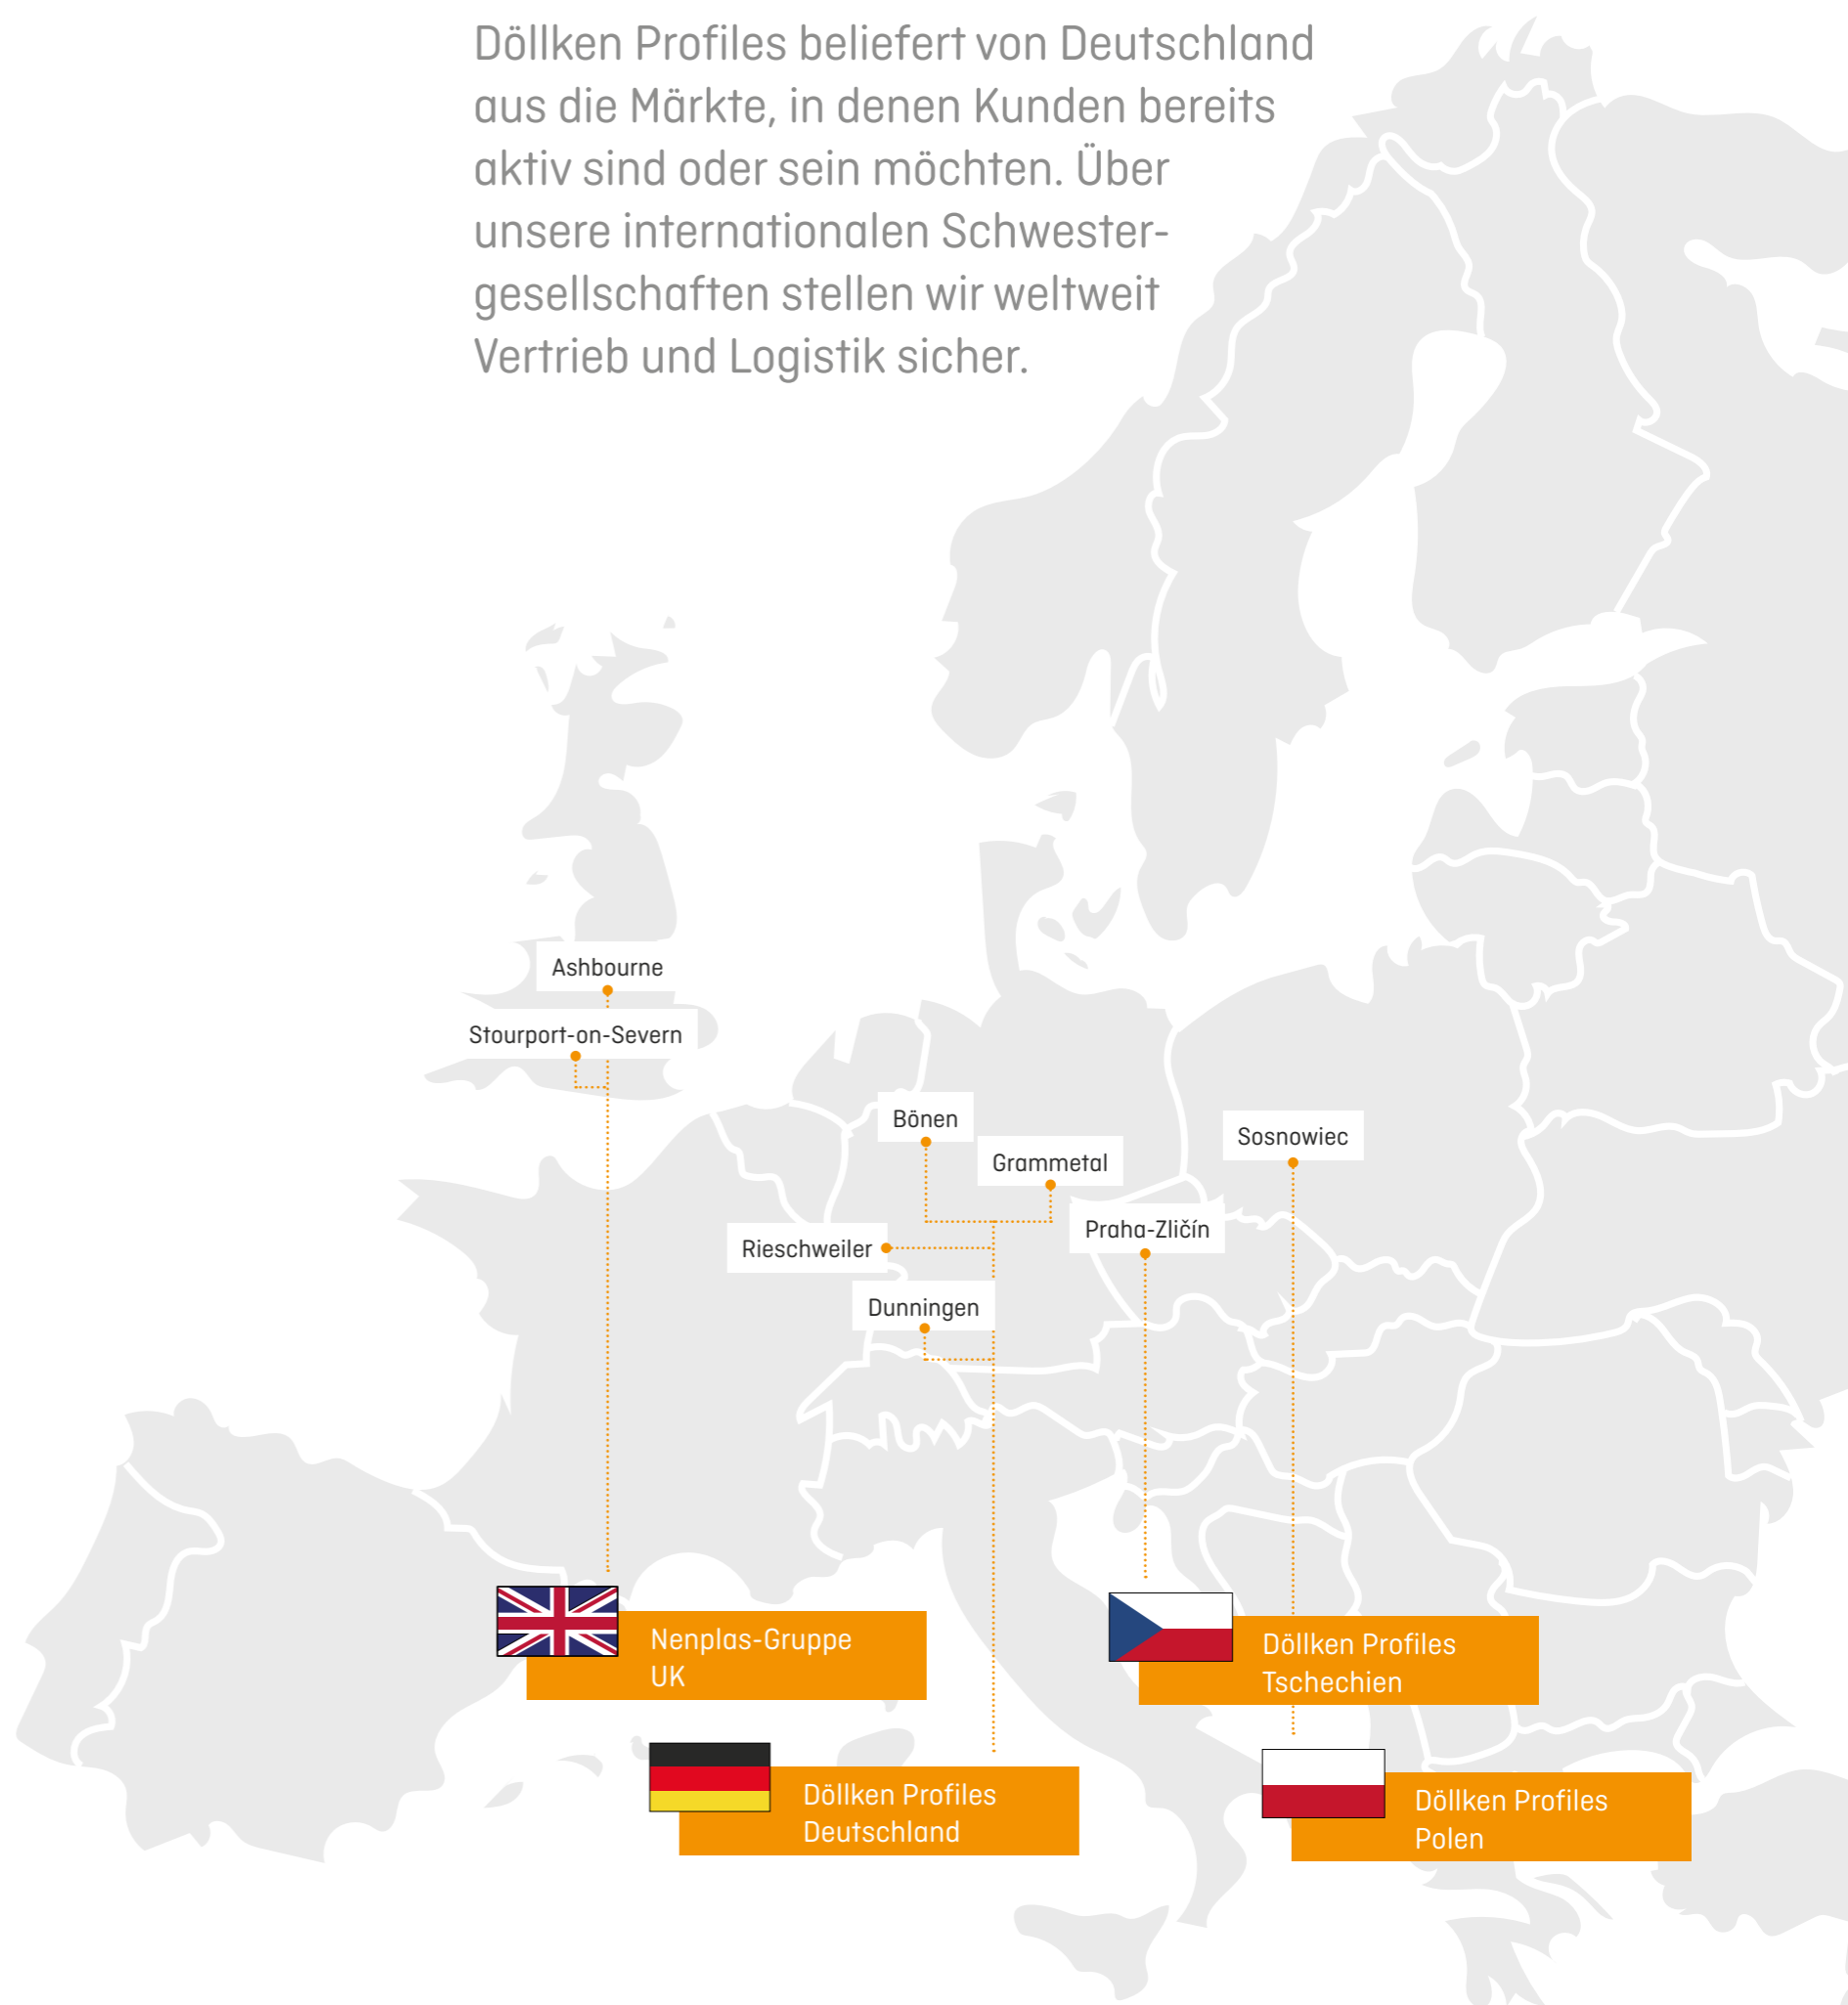 Döllken Profiles beliefert von Deutschland
aus die Märkte, in denen Kunden bereits
aktiv sind oder sein möchten. Über
unsere internationalen Schwester-
gesellschaften stellen wir weltweit
Vertrieb und Logistik sicher.
Ashbourne
Stourport-on-Severn
Bönen
Sosnowiec
Grammetal
Praha-Zličín
Rieschweiler
Dunningen
Nenplas-Gruppe
UK
Döllken Profiles
Tschechien
Döllken Profiles
Deutschland
Döllken Profiles
Polen